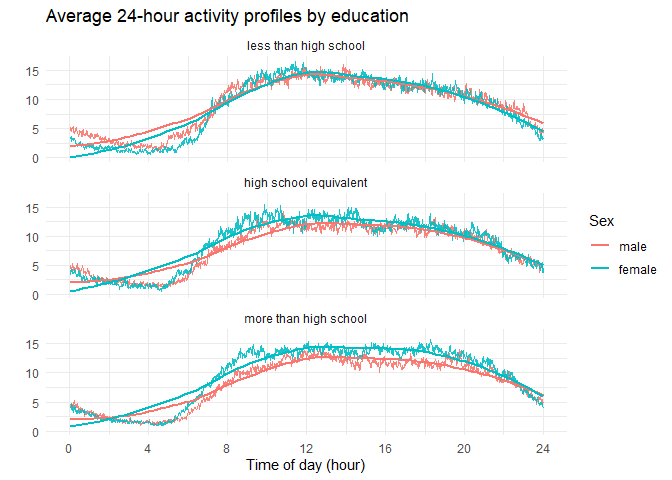 Average 24-hour activity profiles by education
less than high school
15
10
5
0
high school equivalent
15
10
5
0
Sex
male
female
more than high school
15
10
5
0
0 4 8 12 16 20 24
Time of day (hour)